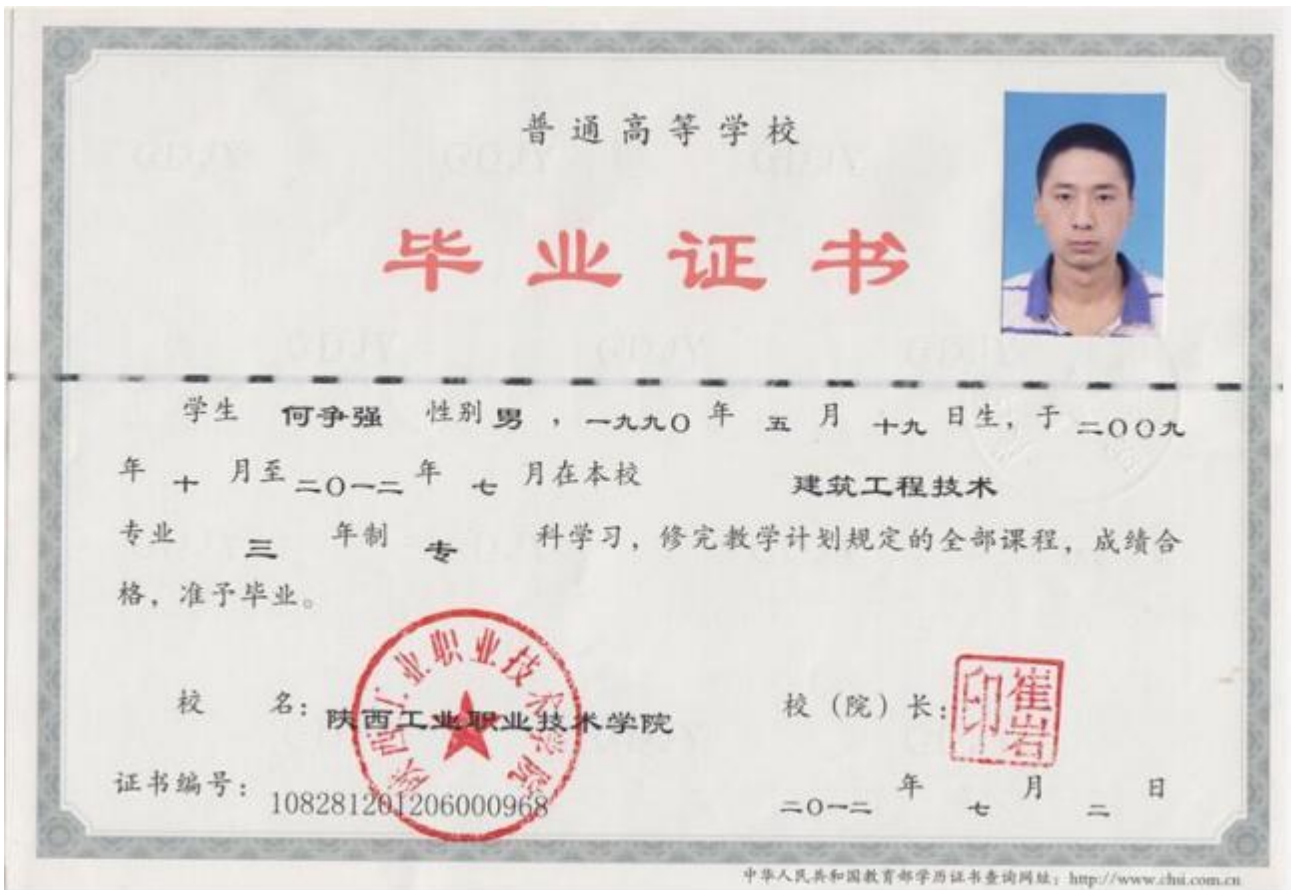 普通高等学校
毕业证书
学生 何争强 性别 男 ，一九九〇 年 五 月 十九 日生，于 二〇〇九
年 十 月至 二〇一二 年 七 月在本校 建筑工程技术
专业 三 年制 专 科学习，修完教学计划规定的全部课程，成绩合
格，准予毕业。
陕西工业职业技术学院
校 名：陕西工业职业技术学院 校（院）长：崔岩印
证书编号：108281201206000968 二〇一二 年 七 月 二 日
中华人民共和国教育部学历证书查询网址：http://www.chsi.com.cn